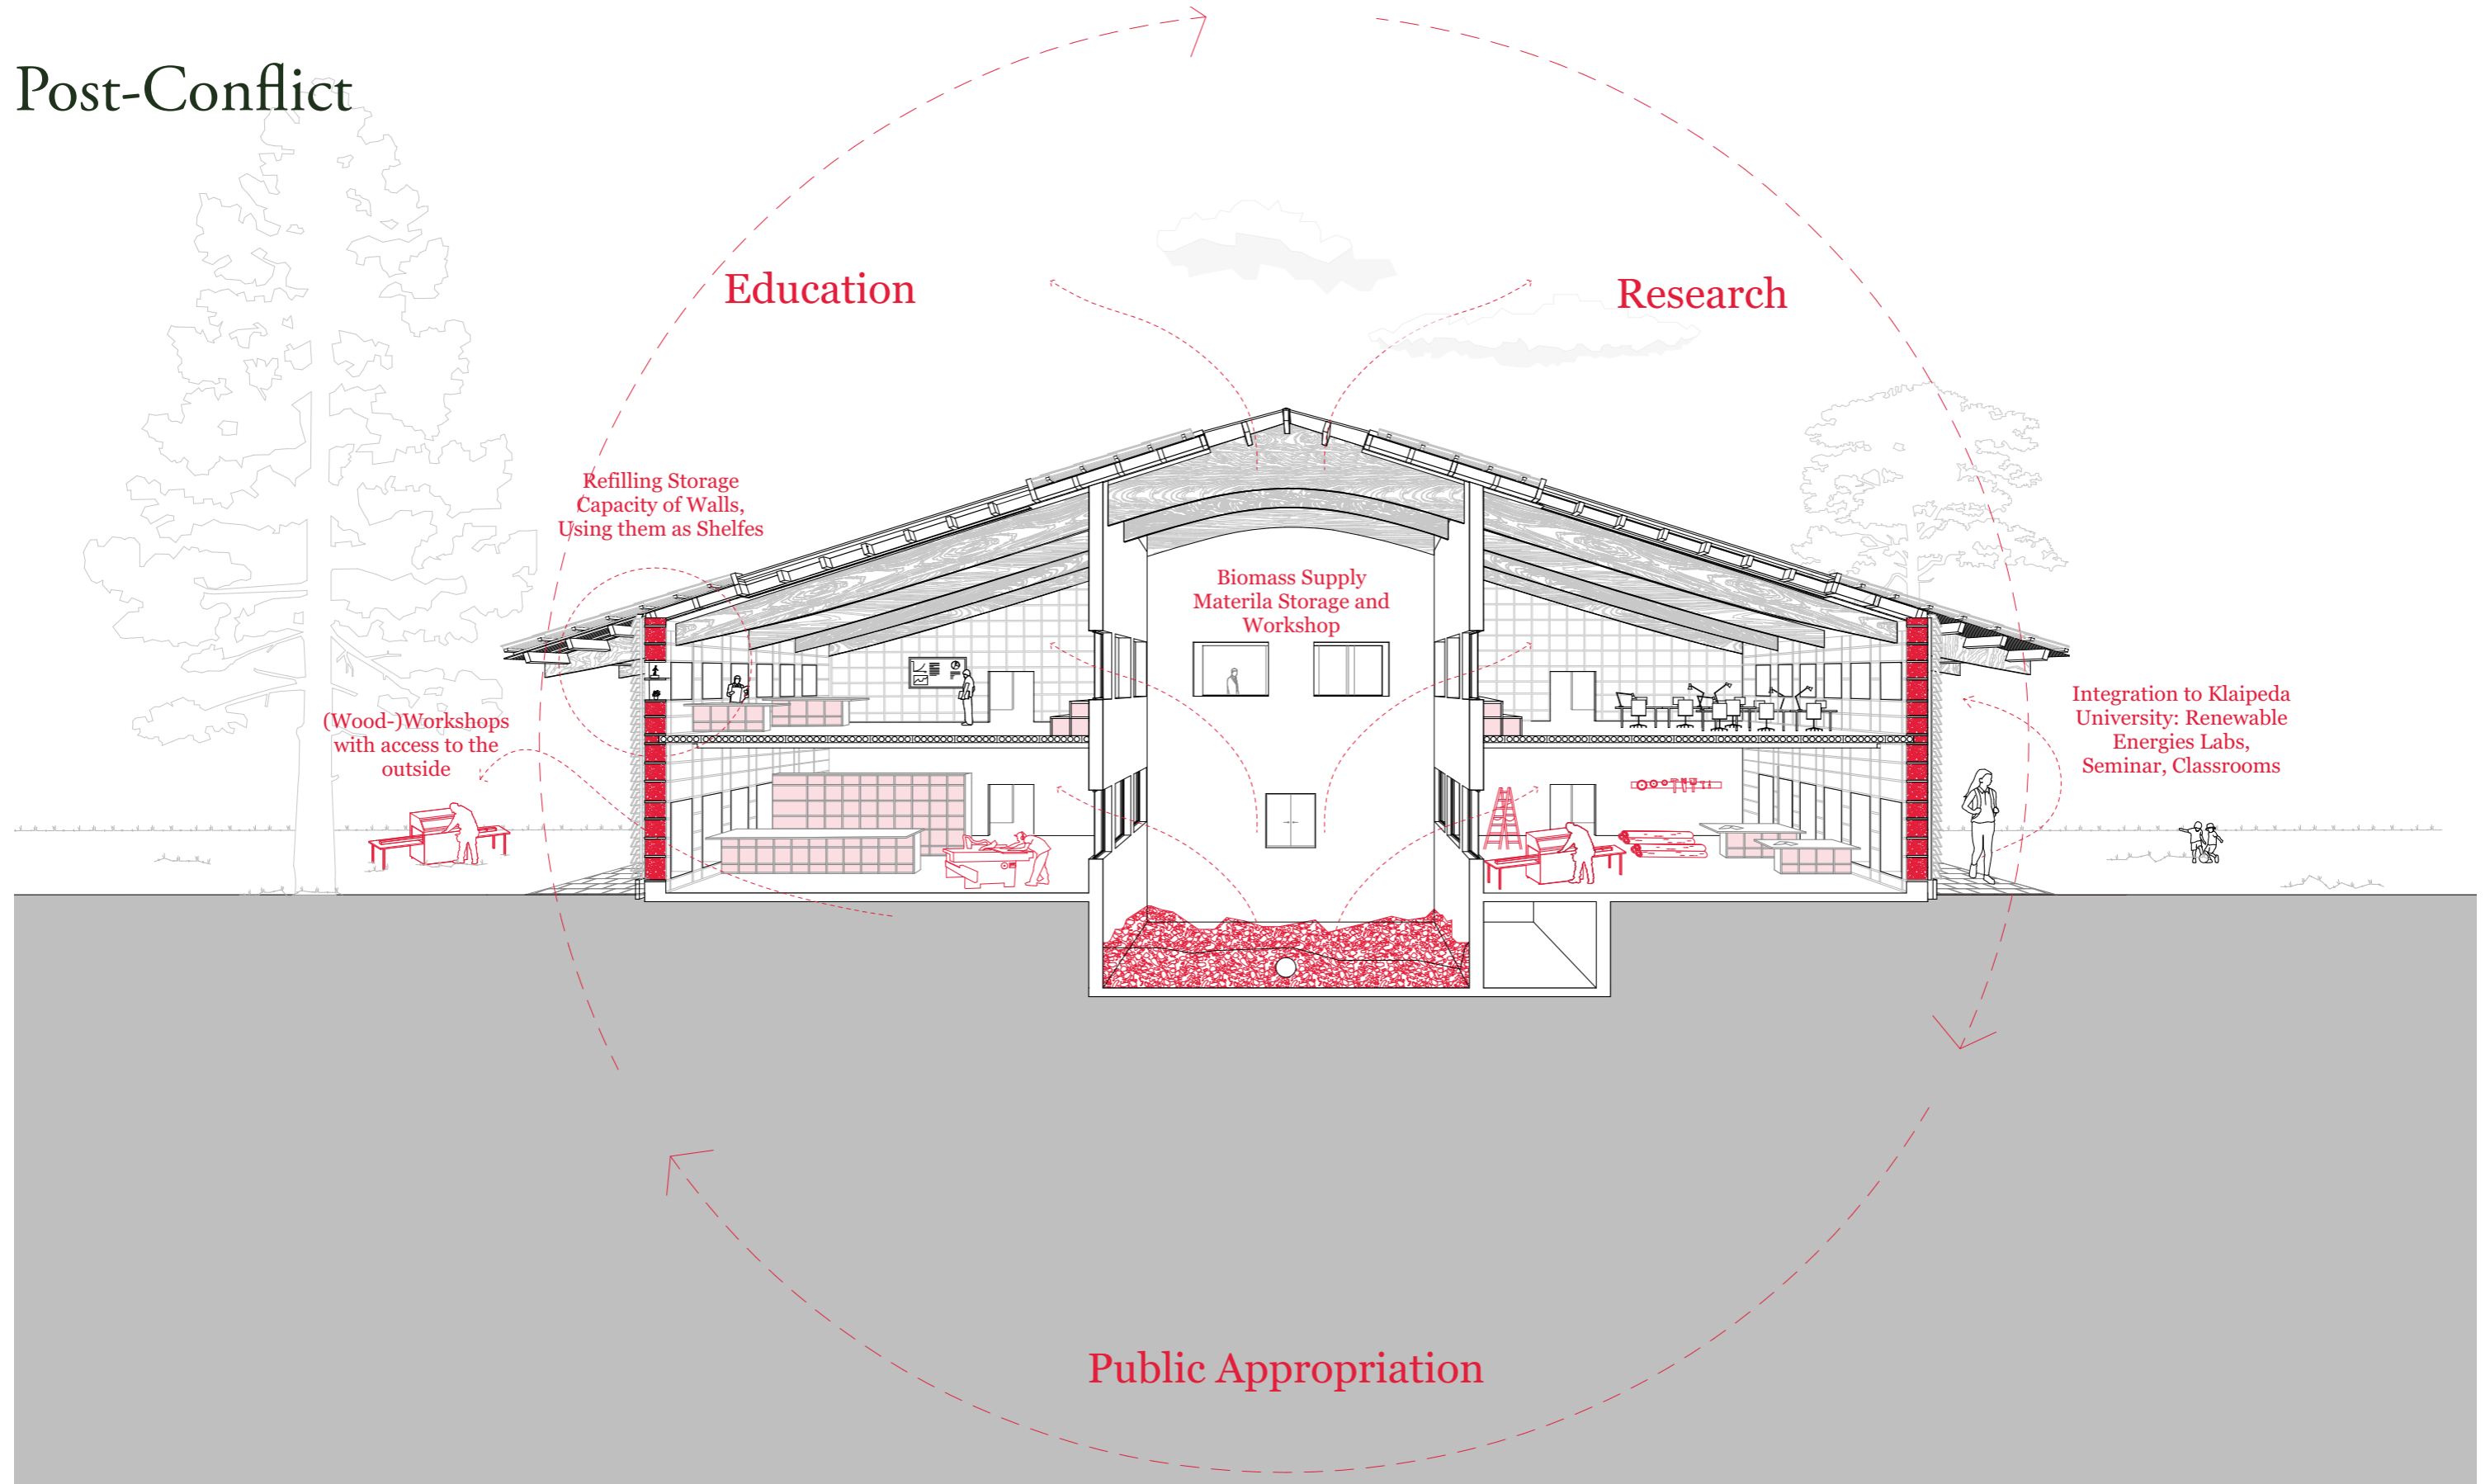 Post-Conflict
Education
Research
Refilling Storage
Capacity of Walls,
Using them as Shelfes
Biomass Supply
Materila Storage and
Workshop
(Wood-)Workshops
with access to the
outside
Integration to Klaipeda
University: Renewable
Energies Labs,
Seminar, Classrooms
Public Appropriation